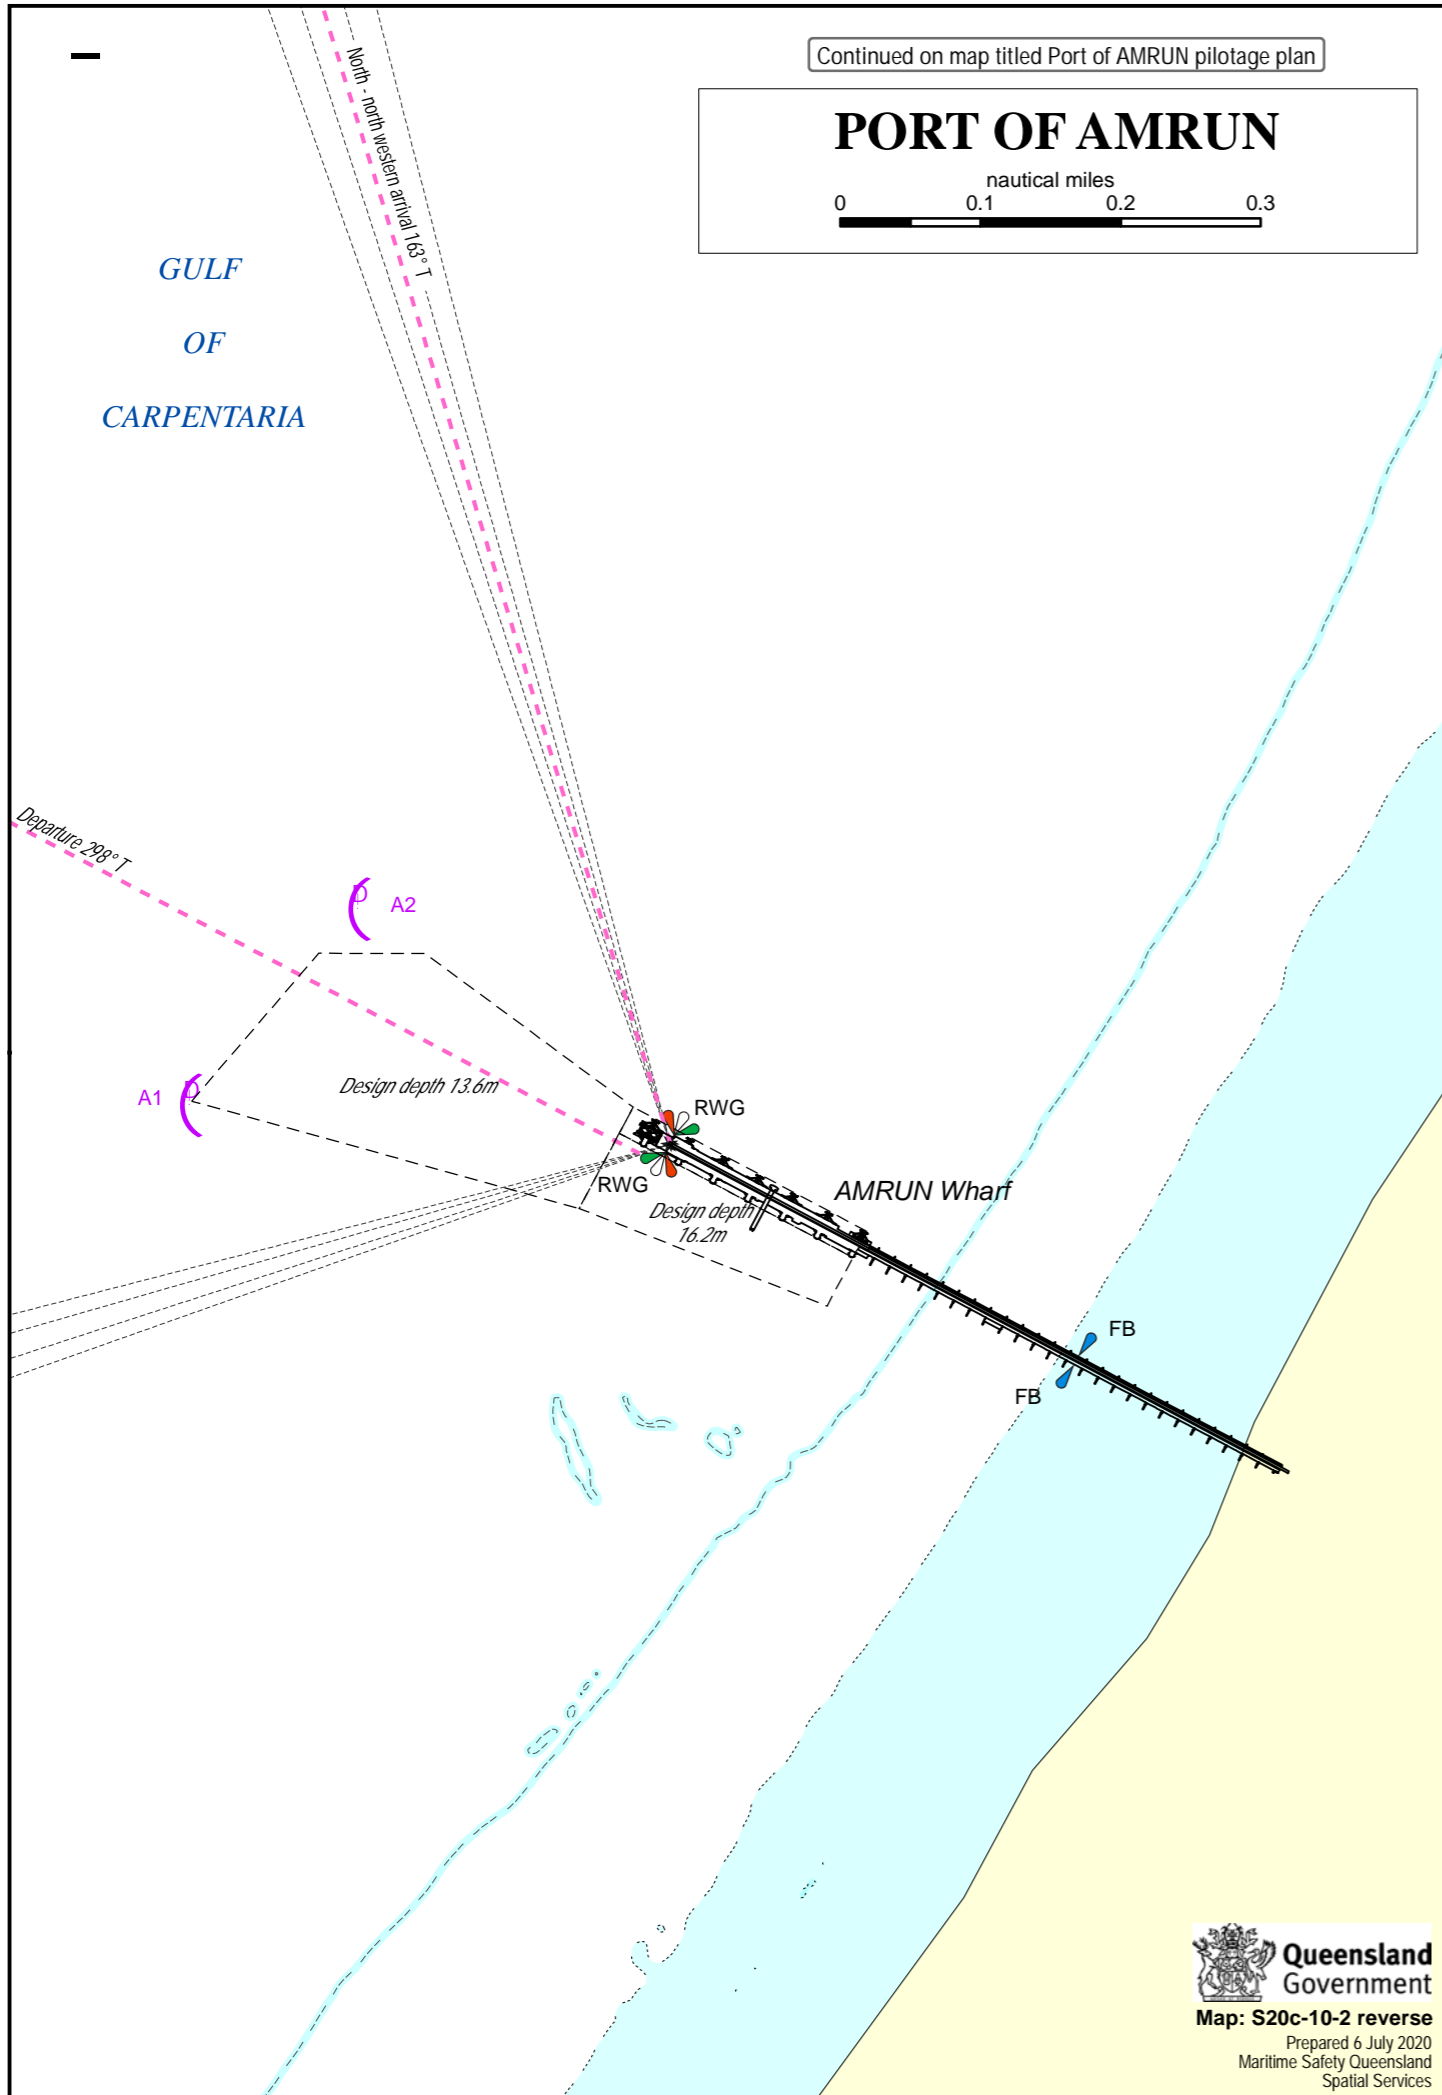 Continued on map titled Port of AMRUN pilotage plan
PORT OF AMRUN
nautical miles
0 0.1 0.2 0.3
North - north western arrival 163° T
GULF
OF
CARPENTARIA
Departure 298° T
D
A2
D
A1
Design depth 13.6m
RWG
RWG
AMRUN Wharf
Design depth
16.2m
FB
FB
Queensland
Government
Map: S20c-10-2 reverse
Prepared 6 July 2020
Maritime Safety Queensland
Spatial Services